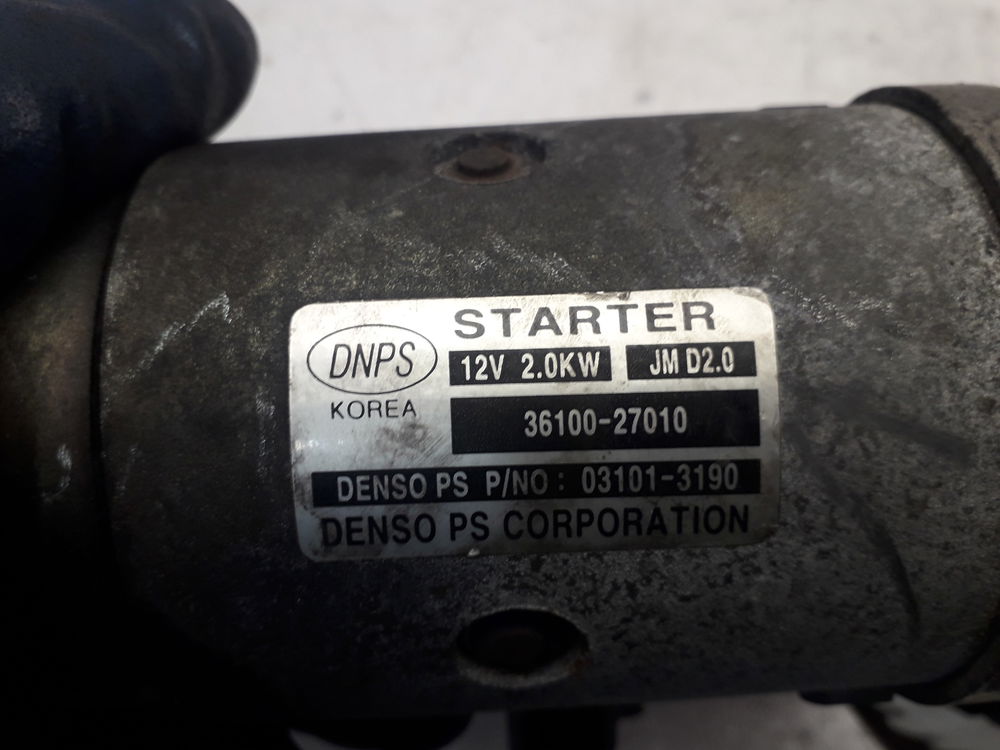 STARTER
DNPS
12V 2.0KW JM D2.0
KOREA
36100-27010
DENSO PS P/NO: 03101-3190
DENSO PS CORPORATION